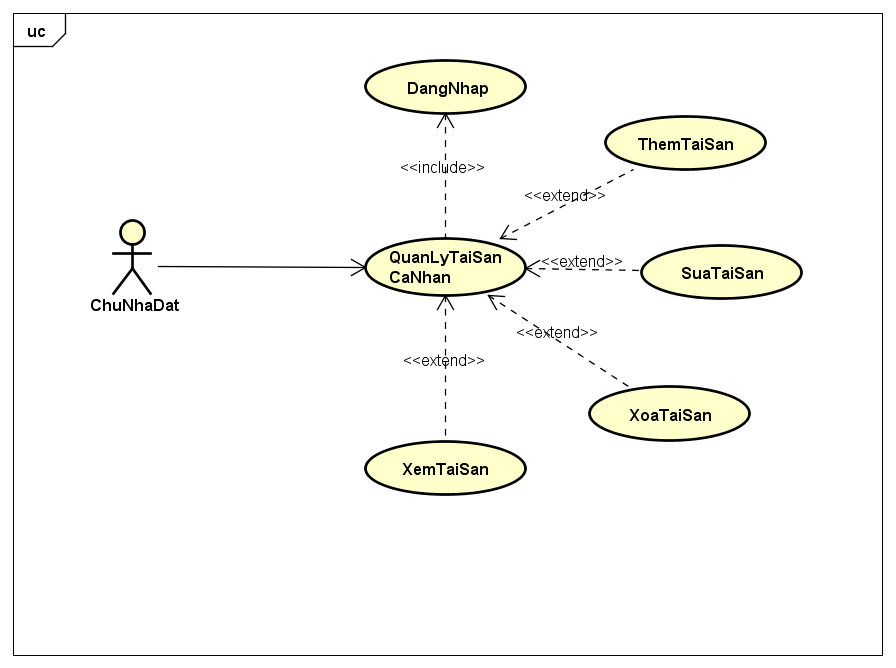 uc
DangNhap
ThemTaiSan
<<include>>
<<extend>>
QuanLyTaiSan
CaNhan
<<extend>>
SuaTaiSan
ChuNhaDat
<<extend>>
<<extend>>
XoaTaiSan
XemTaiSan